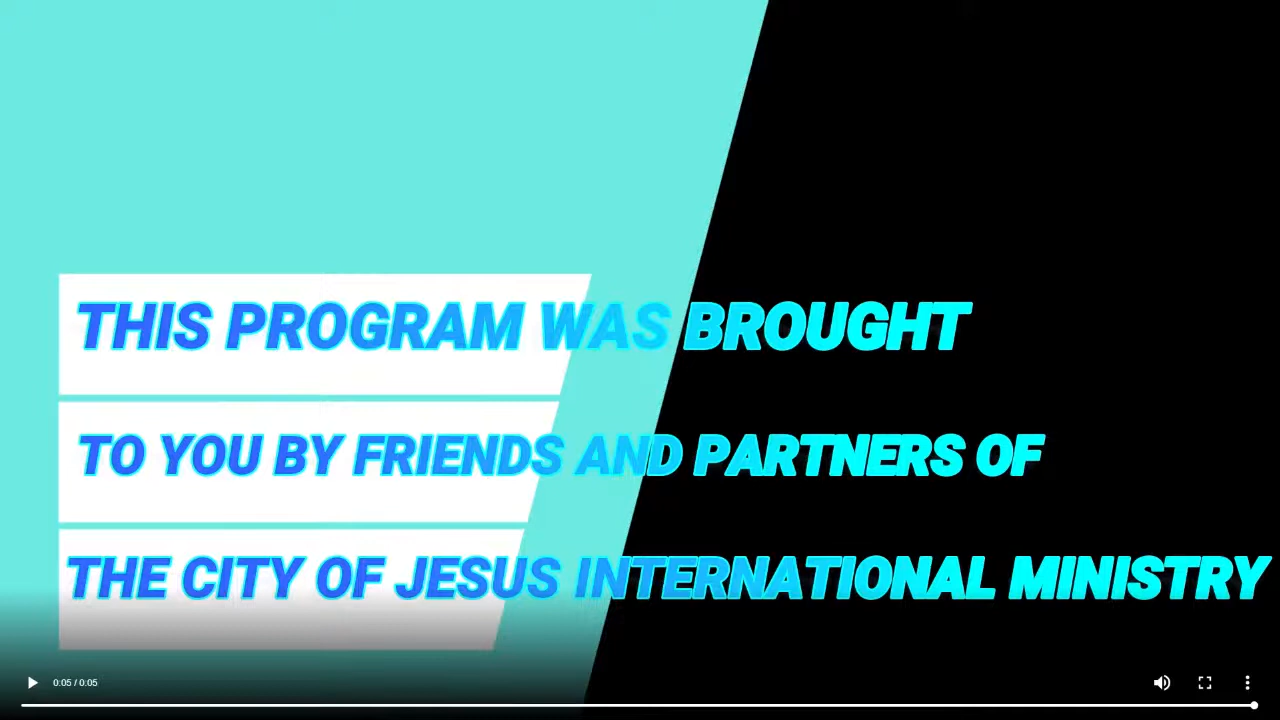 THIS PROGRAM WAS BROUGHT
TO YOU BY FRIENDS AND PARTNERS OF
THE CITY OF JESUS INTERNATIONAL MINISTRY
0:05 / 0:05